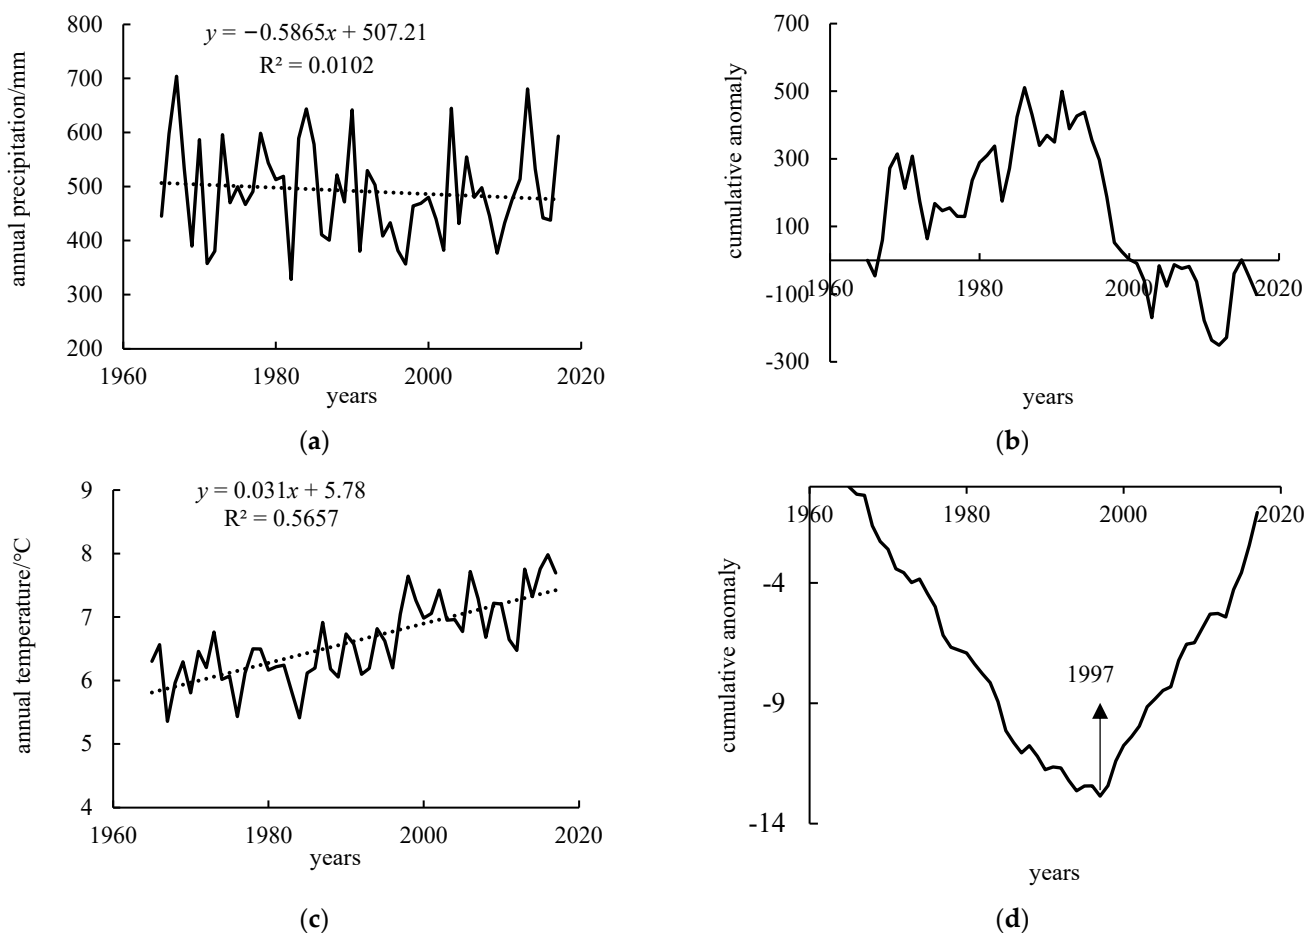 y = −0.5865x + 507.21
R² = 0.0102
annual precipitation/mm
800
700
600
500
400
300
200
1960
1980
2000
2020
years
(a)
cumulative anomaly
700
500
300
100
-100
-300
1960
1980
2000
2020
years
(b)
y = 0.031x + 5.78
R² = 0.5657
annual temperature/℃
9
8
7
6
5
4
1960
1980
2000
2020
years
(c)
1960
1980
2000
2020
cumulative anomaly
-4
-9
-14
1997
years
(d)